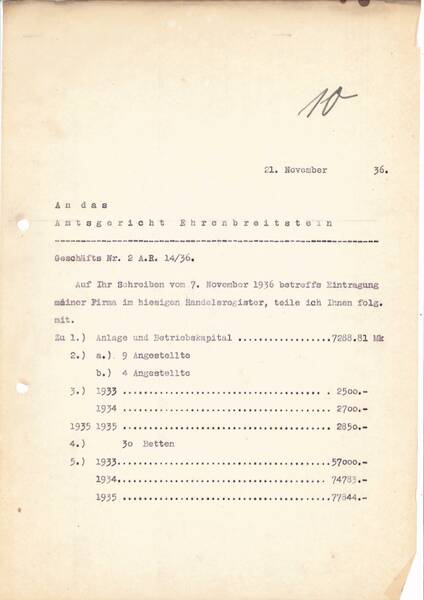 10
21. November 36.
An das
Amtsgericht Ehrenbreitstein
Geschäfts Nr. 2 A.R. 14/36.
Auf Ihr Schreiben vom 7. November 1936 betreffs Eintragung
meiner Firma im hiesigen Handelsregister, teile ich Ihnen folg.
mit.
Zu 1.) Anlage und Betriebskapital ....................7288.81 Mk
2.) a.) 9 Angestellte
b.) 4 Angestellte
3.) 1933 ................................... 2500.-
1934 ................................... 2700.-
1935 1935 ................................... 2850.-
4.) 30 Betten
5.) 1933...................................57000.-
1934................................... 74783.-
1935 ...................................77844.-